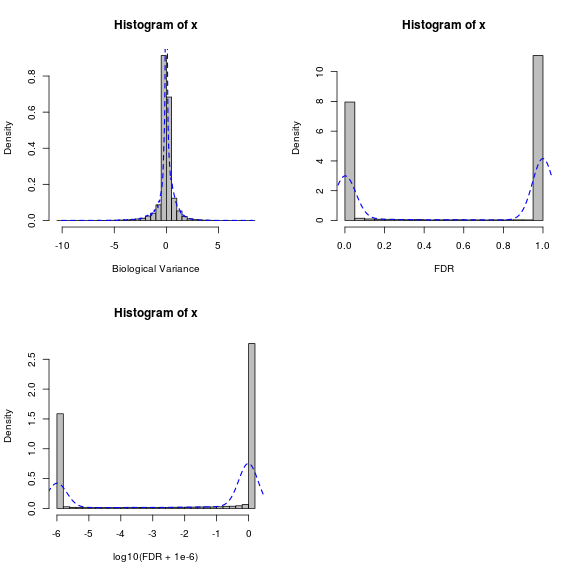 Histogram of x
Density
0.0 0.2 0.4 0.6 0.8
-10 -5 0 5
Biological Variance
Histogram of x
Density
0 2 4 6 8 10
0.0 0.2 0.4 0.6 0.8 1.0
FDR
Histogram of x
Density
0.0 0.5 1.0 1.5 2.0 2.5
-6 -5 -4 -3 -2 -1 0
log10(FDR + 1e-6)